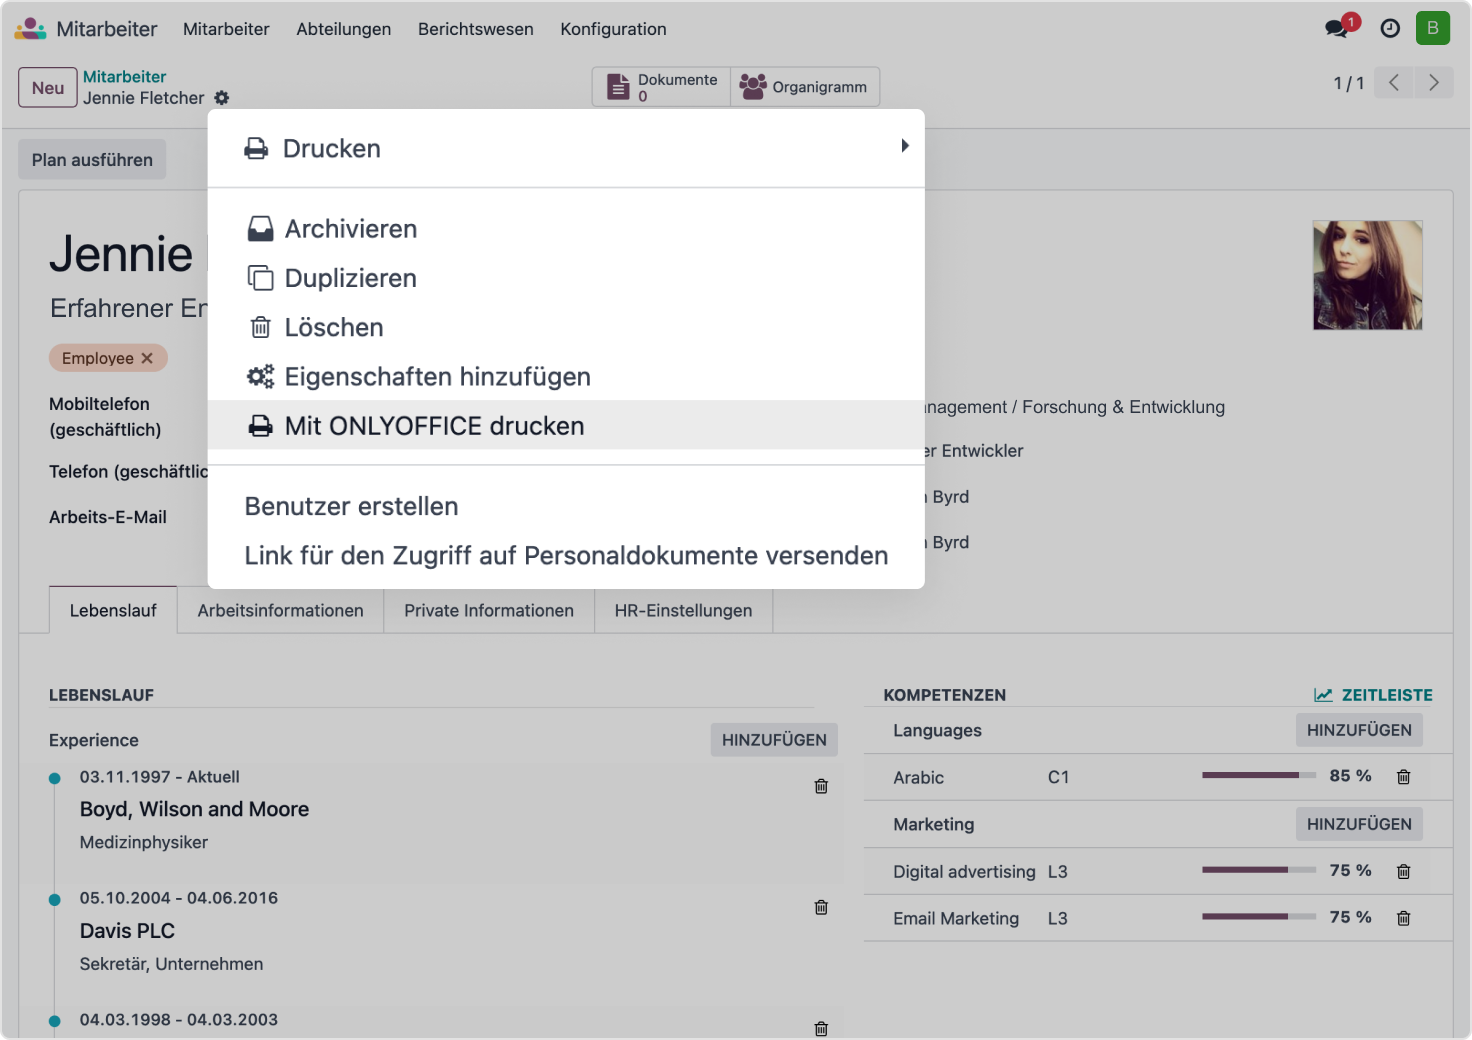 Mitarbeiter Mitarbeiter Abteilungen Berichtswesen Konfiguration 1 B
Neu
Mitarbeiter
Jennie Fletcher
Dokumente
0
Organigramm
1 / 1
Plan ausführen
Drucken
Archivieren
Duplizieren
Löschen
Eigenschaften hinzufügen
Mit ONLYOFFICE drucken
Benutzer erstellen
Link für den Zugriff auf Personaldokumente versenden
Jennie
Erfahrener En
Employee
Mobiltelefon
(geschäftlich)
Telefon (geschäftlic
Arbeits-E-Mail
nagement / Forschung & Entwicklung
er Entwickler
Byrd
Byrd
Lebenslauf Arbeitsinformationen Private Informationen HR-Einstellungen
LEBENSLAUF
Experience HINZUFÜGEN
03.11.1997 - Aktuell
Boyd, Wilson and Moore
Medizinphysiker
05.10.2004 - 04.06.2016
Davis PLC
Sekretär, Unternehmen
04.03.1998 - 04.03.2003
KOMPETENZEN ZEITLEISTE
Languages HINZUFÜGEN
Arabic C1 85 %
Marketing HINZUFÜGEN
Digital advertising L3 75 %
Email Marketing L3 75 %